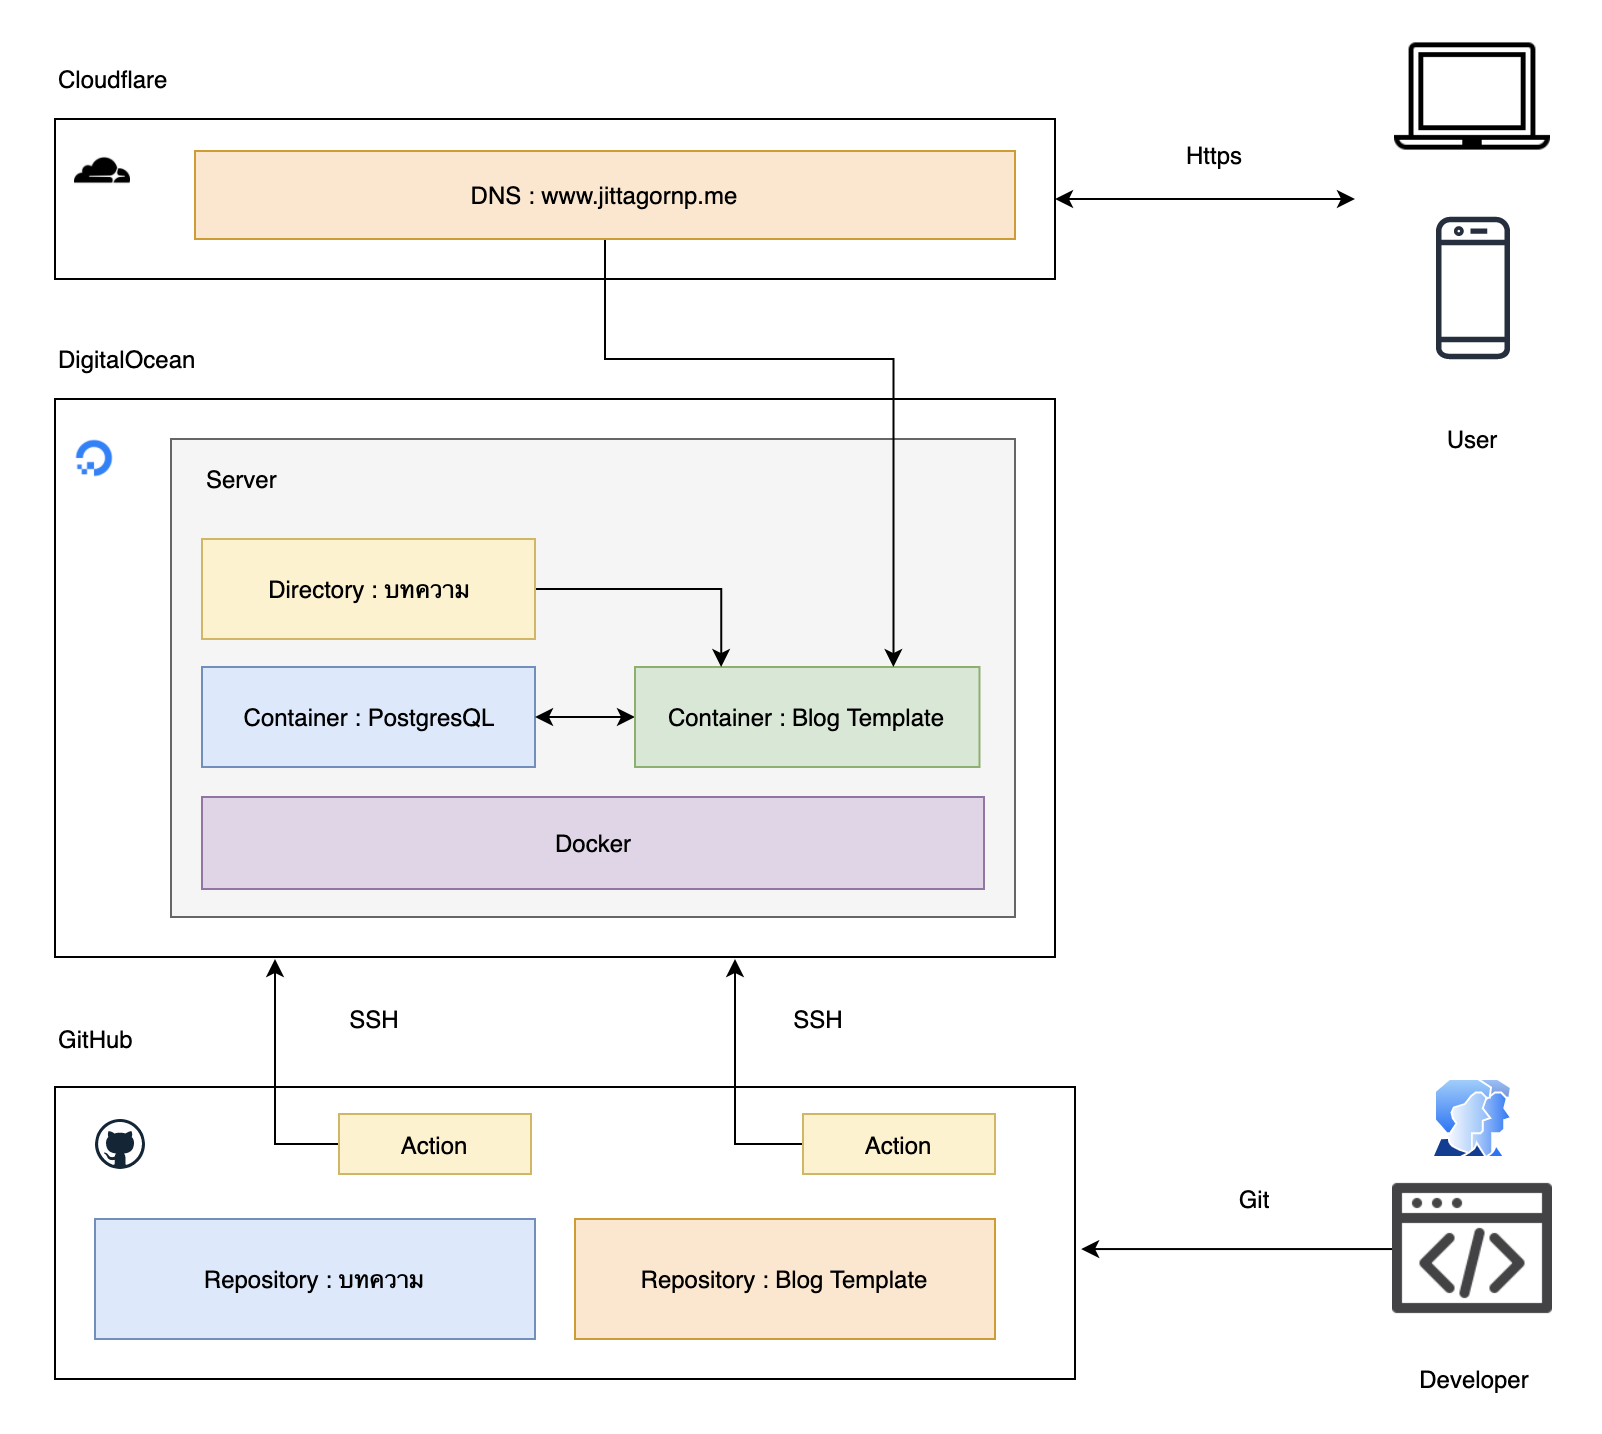 Cloudflare
DNS : www.jittagornp.me
Https
User
DigitalOcean
Server
Directory : บทความ
Container : PostgresQL
Container : Blog Template
Docker
SSH
SSH
GitHub
Action
Action
Git
Repository : บทความ
Repository : Blog Template
Developer